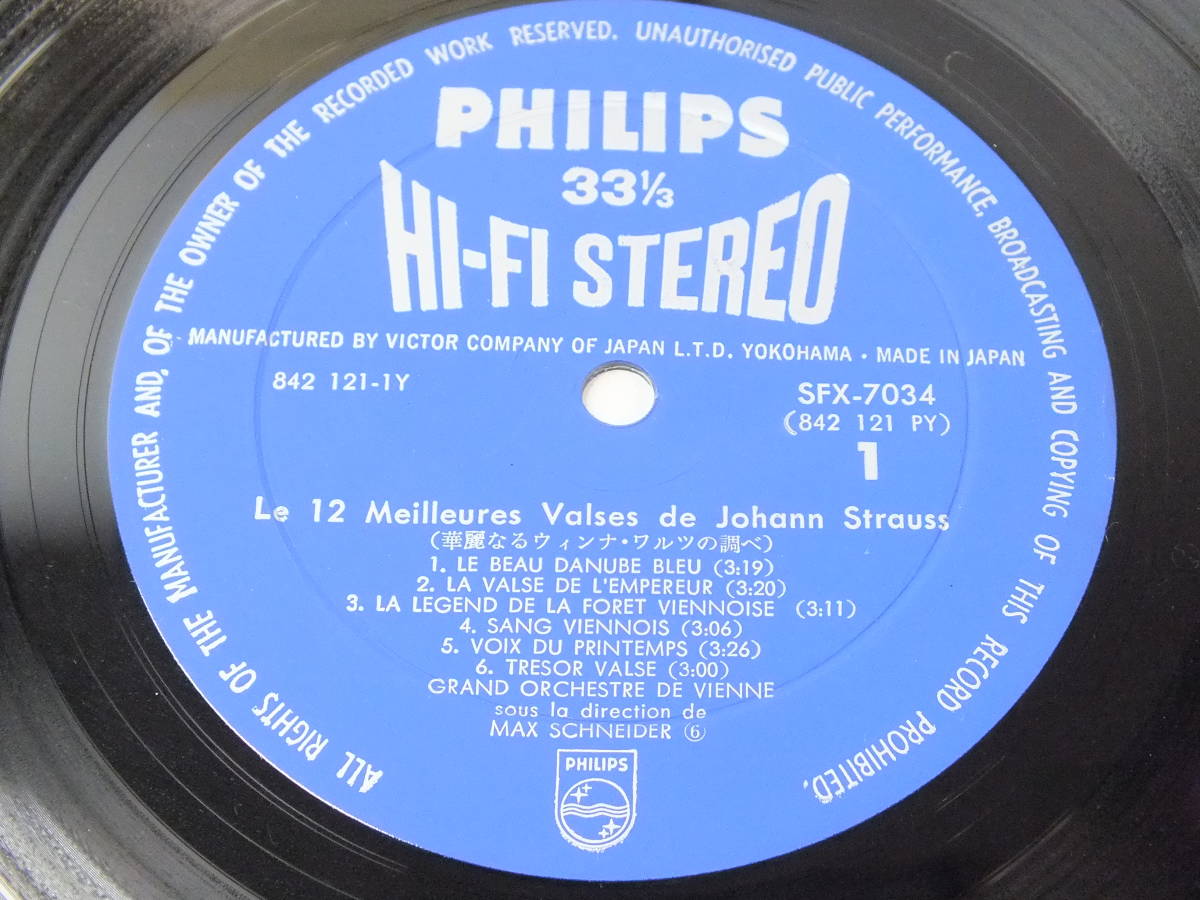 ALL RIGHTS OF THE MANUFACTURER AND, OF THE OWNER OF THE RECORDED WORK RESERVED. UNAUTHORISED PUBLIC PERFORMANCE, BROADCASTING AND COPYING OF THIS RECORD PROHIBITED.
PHILIPS
33⅓
HI-FI STEREO
MANUFACTURED BY VICTOR COMPANY OF JAPAN L.T.D. YOKOHAMA • MADE IN JAPAN
842 121-1Y
SFX-7034
(842 121 PY)
1
Le 12 Meilleures Valses de Johann Strauss
(華麗なるウィンナ・ワルツの調べ)
1. LE BEAU DANUBE BLEU (3:19)
2. LA VALSE DE L'EMPEREUR (3:20)
3. LA LEGEND DE LA FORET VIENNOISE (3:11)
4. SANG VIENNOIS (3:06)
5. VOIX DU PRINTEMPS (3:26)
6. TRESOR VALSE (3:00)
GRAND ORCHESTRE DE VIENNE
sous la direction de
MAX SCHNEIDER ⑥
PHILIPS